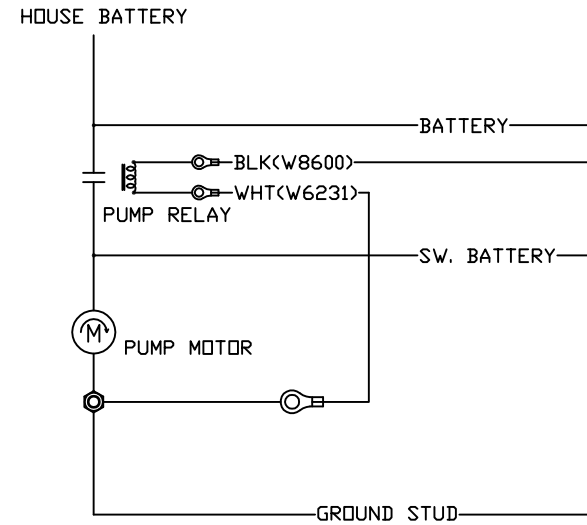 HOUSE BATTERY
BATTERY
BLK(W8600)
WHT(W6231)
PUMP RELAY
SW. BATTERY
M
PUMP MOTOR
GROUND STUD